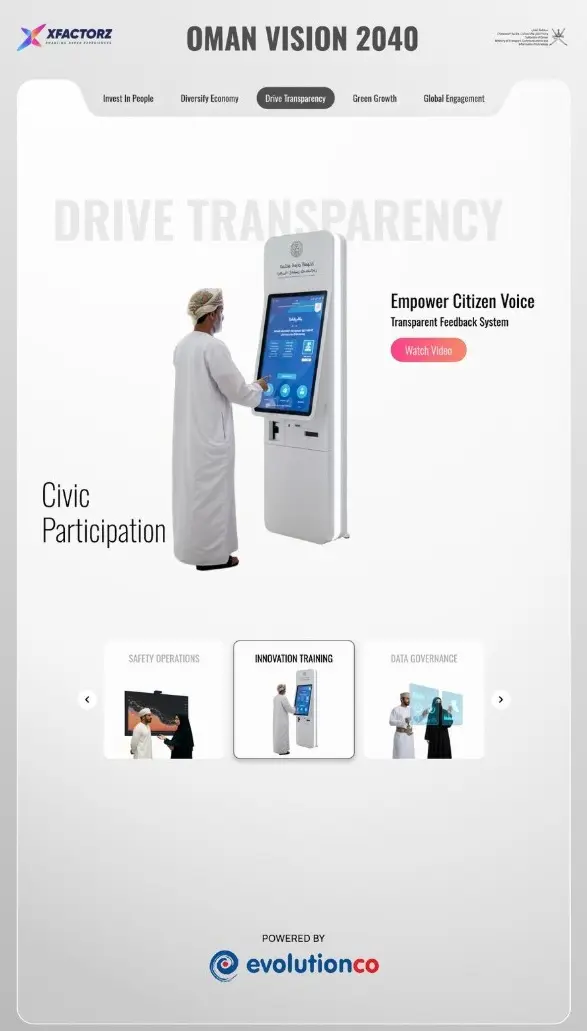 XFACTORZ
OMAN VISION 2040
Invest In People
Diversify Economy
Drive Transparency
Green Growth
Global Engagement
DRIVE TRANSPARENCY
Empower Citizen Voice
Transparent Feedback System
Watch Video
Civic
Participation
SAFETY OPERATIONS
INNOVATION TRAINING
DATA GOVERNANCE
POWERED BY
evolutionco